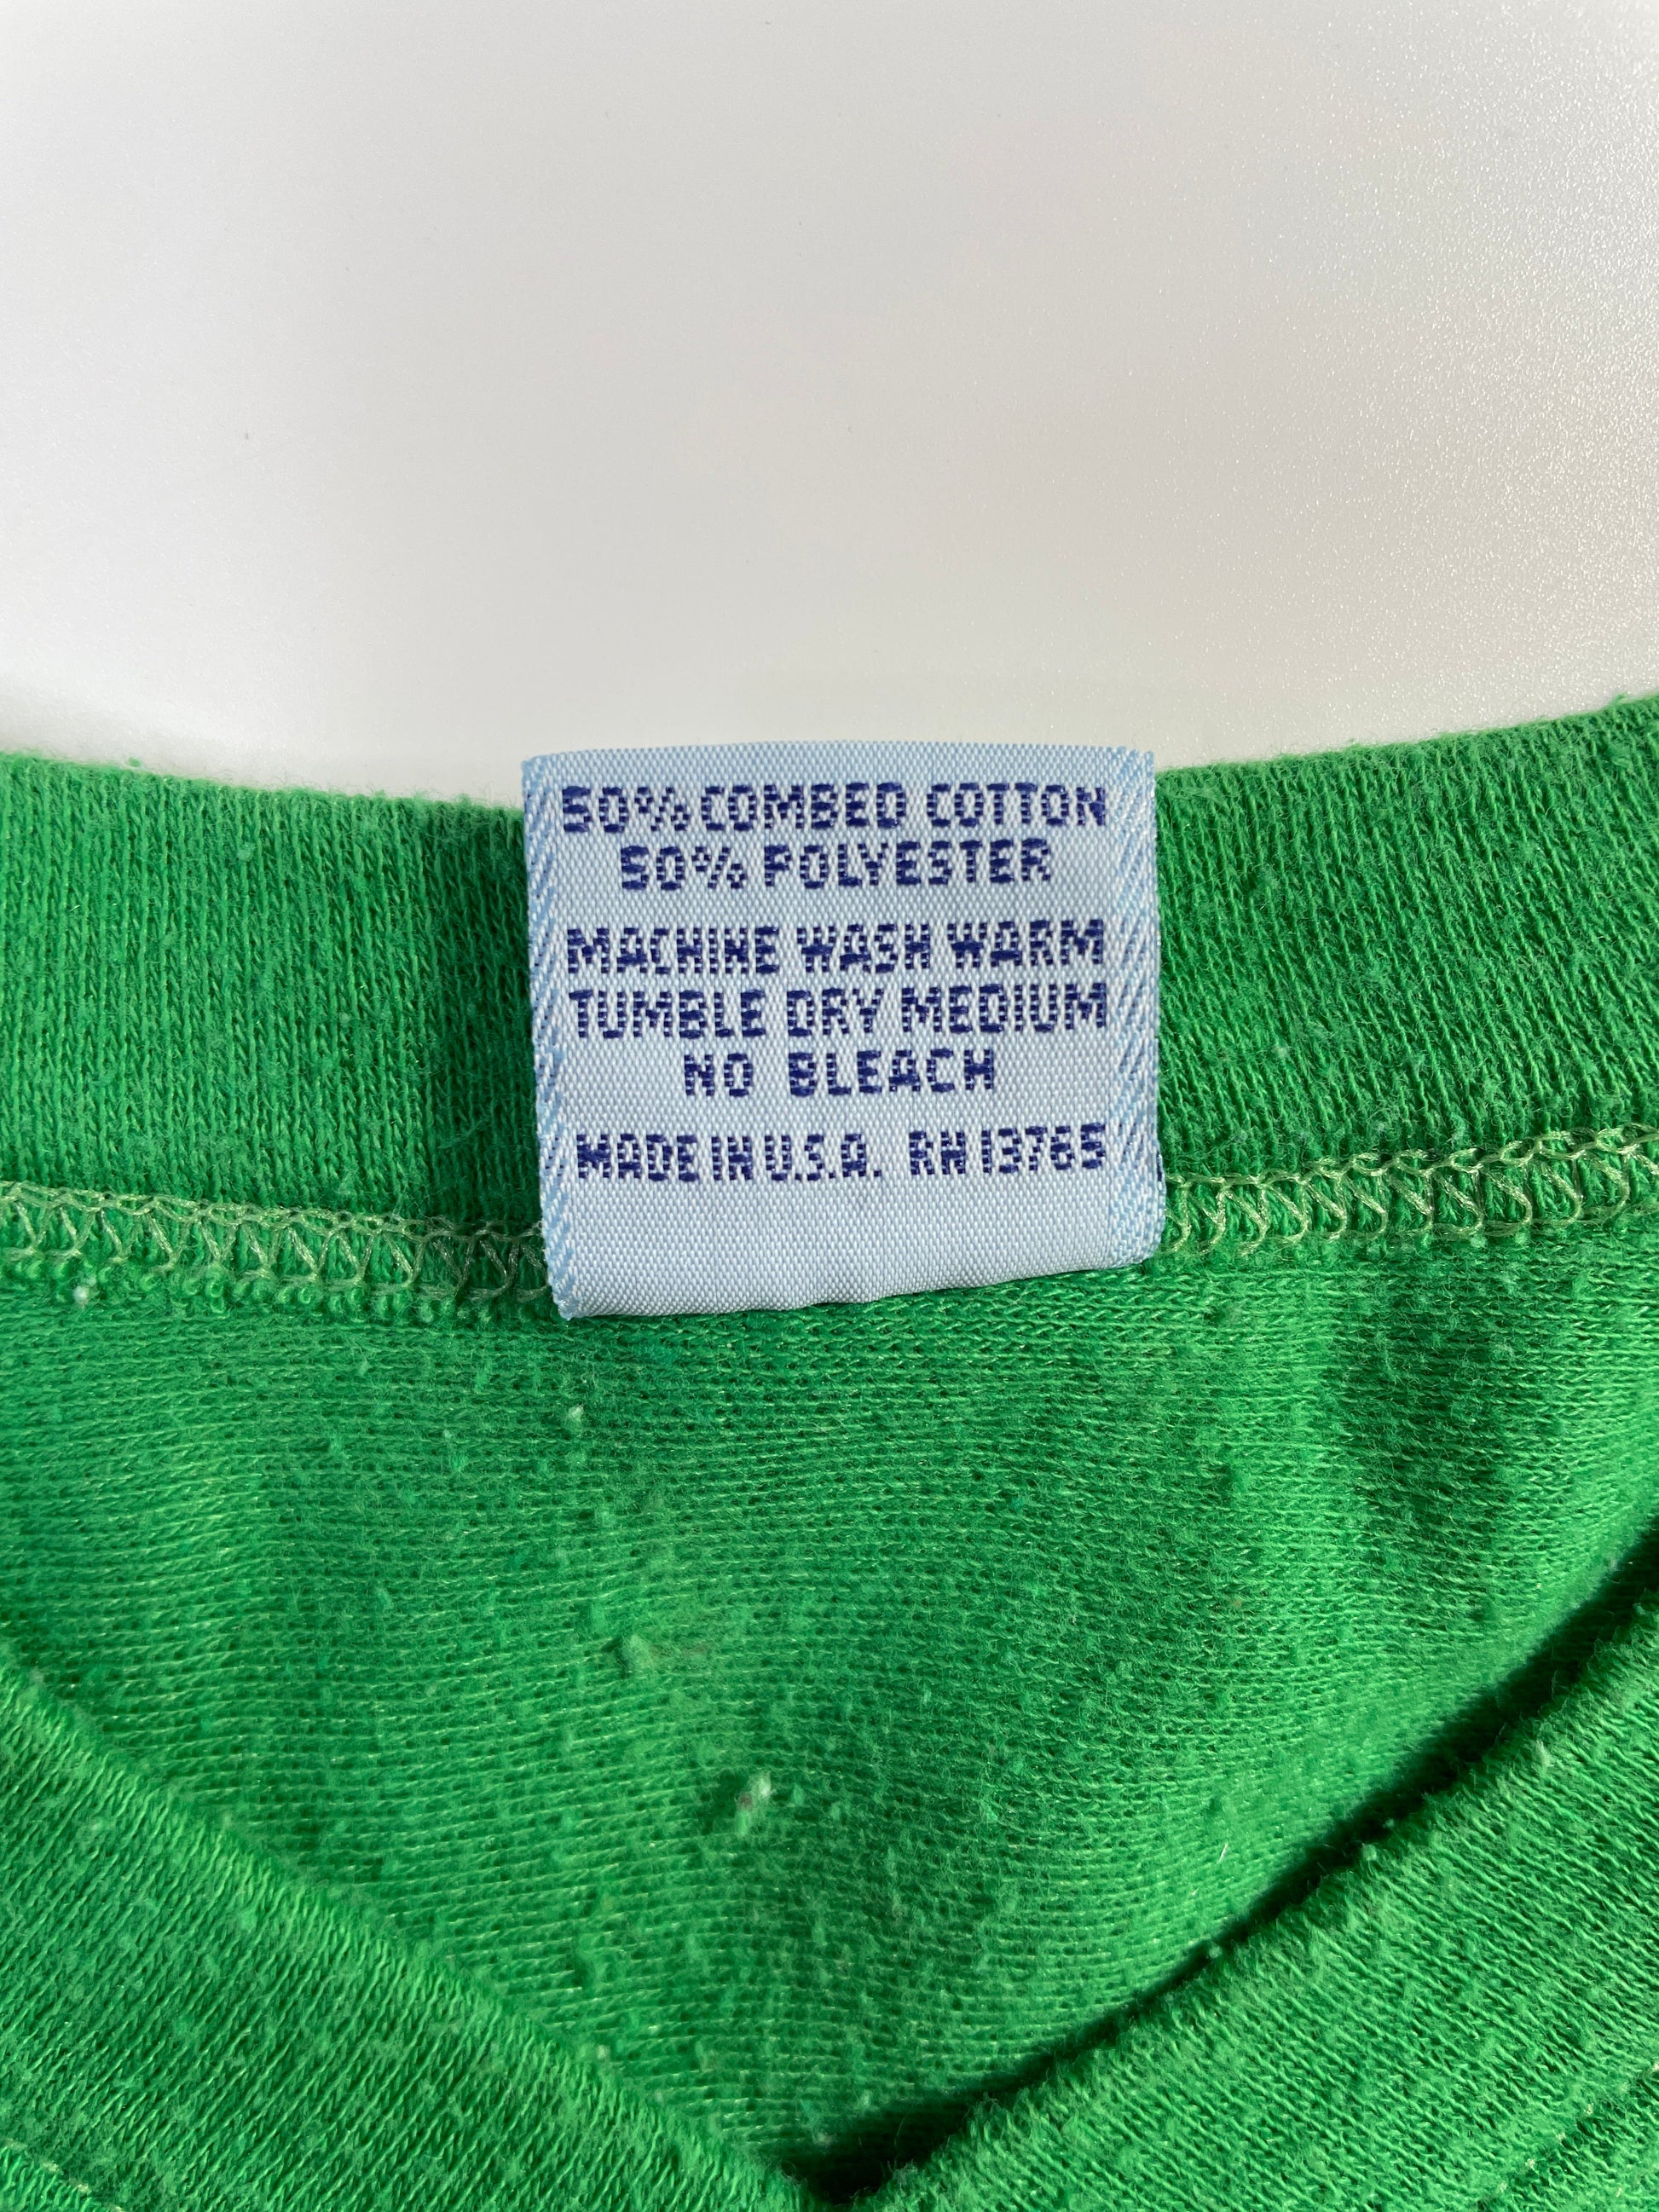 50% COMBED COTTON
50% POLYESTER
MACHINE WASH WARM
TUMBLE DRY MEDIUM
NO BLEACH
MADE IN U.S.A. RN 13765